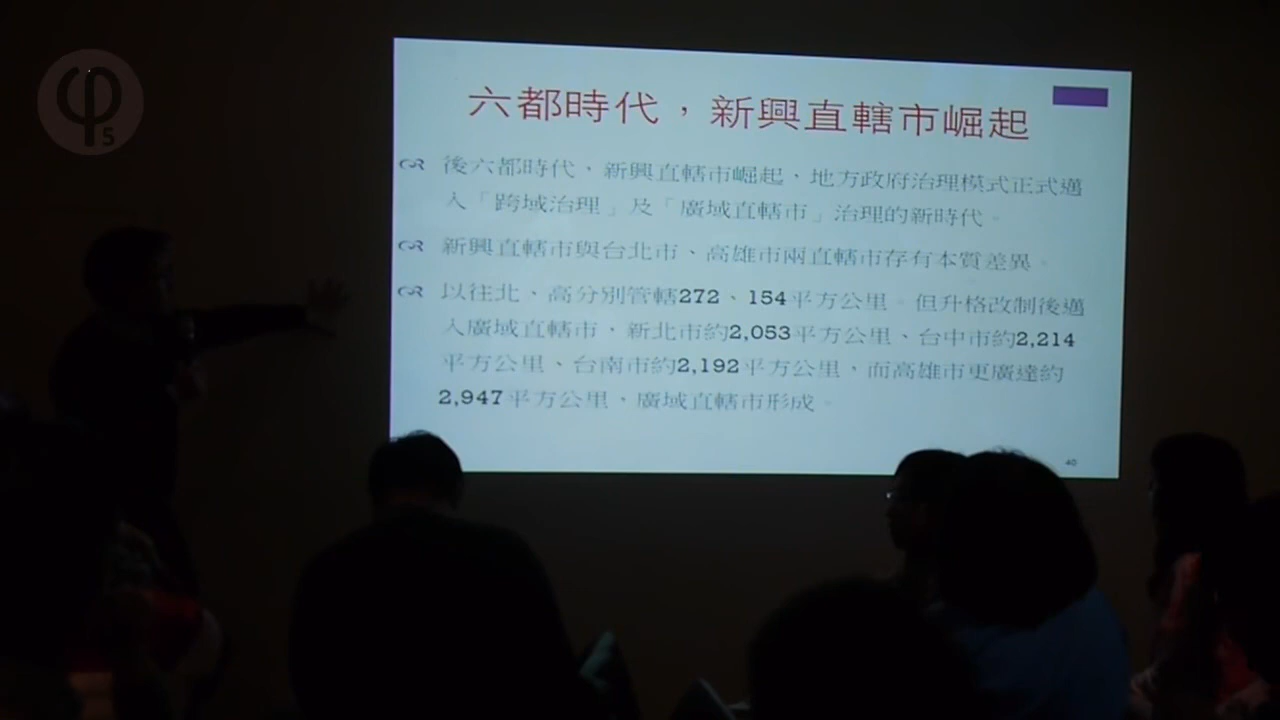 φ5
六都時代，新興直轄市崛起
後六都時代，新興直轄市崛起，地方政府治理模式正式邁
入「跨域治理」及「廣域直轄市」治理的新時代。
新興直轄市與台北市、高雄市兩直轄市存有本質差異。
以往北、高分別管轄272、154平方公里。但升格改制後邁
入廣域直轄市，新北市約2,053平方公里、台中市約2,214
平方公里、台南市約2,192平方公里，而高雄市更廣達約
2,947平方公里，廣域直轄市形成。
40